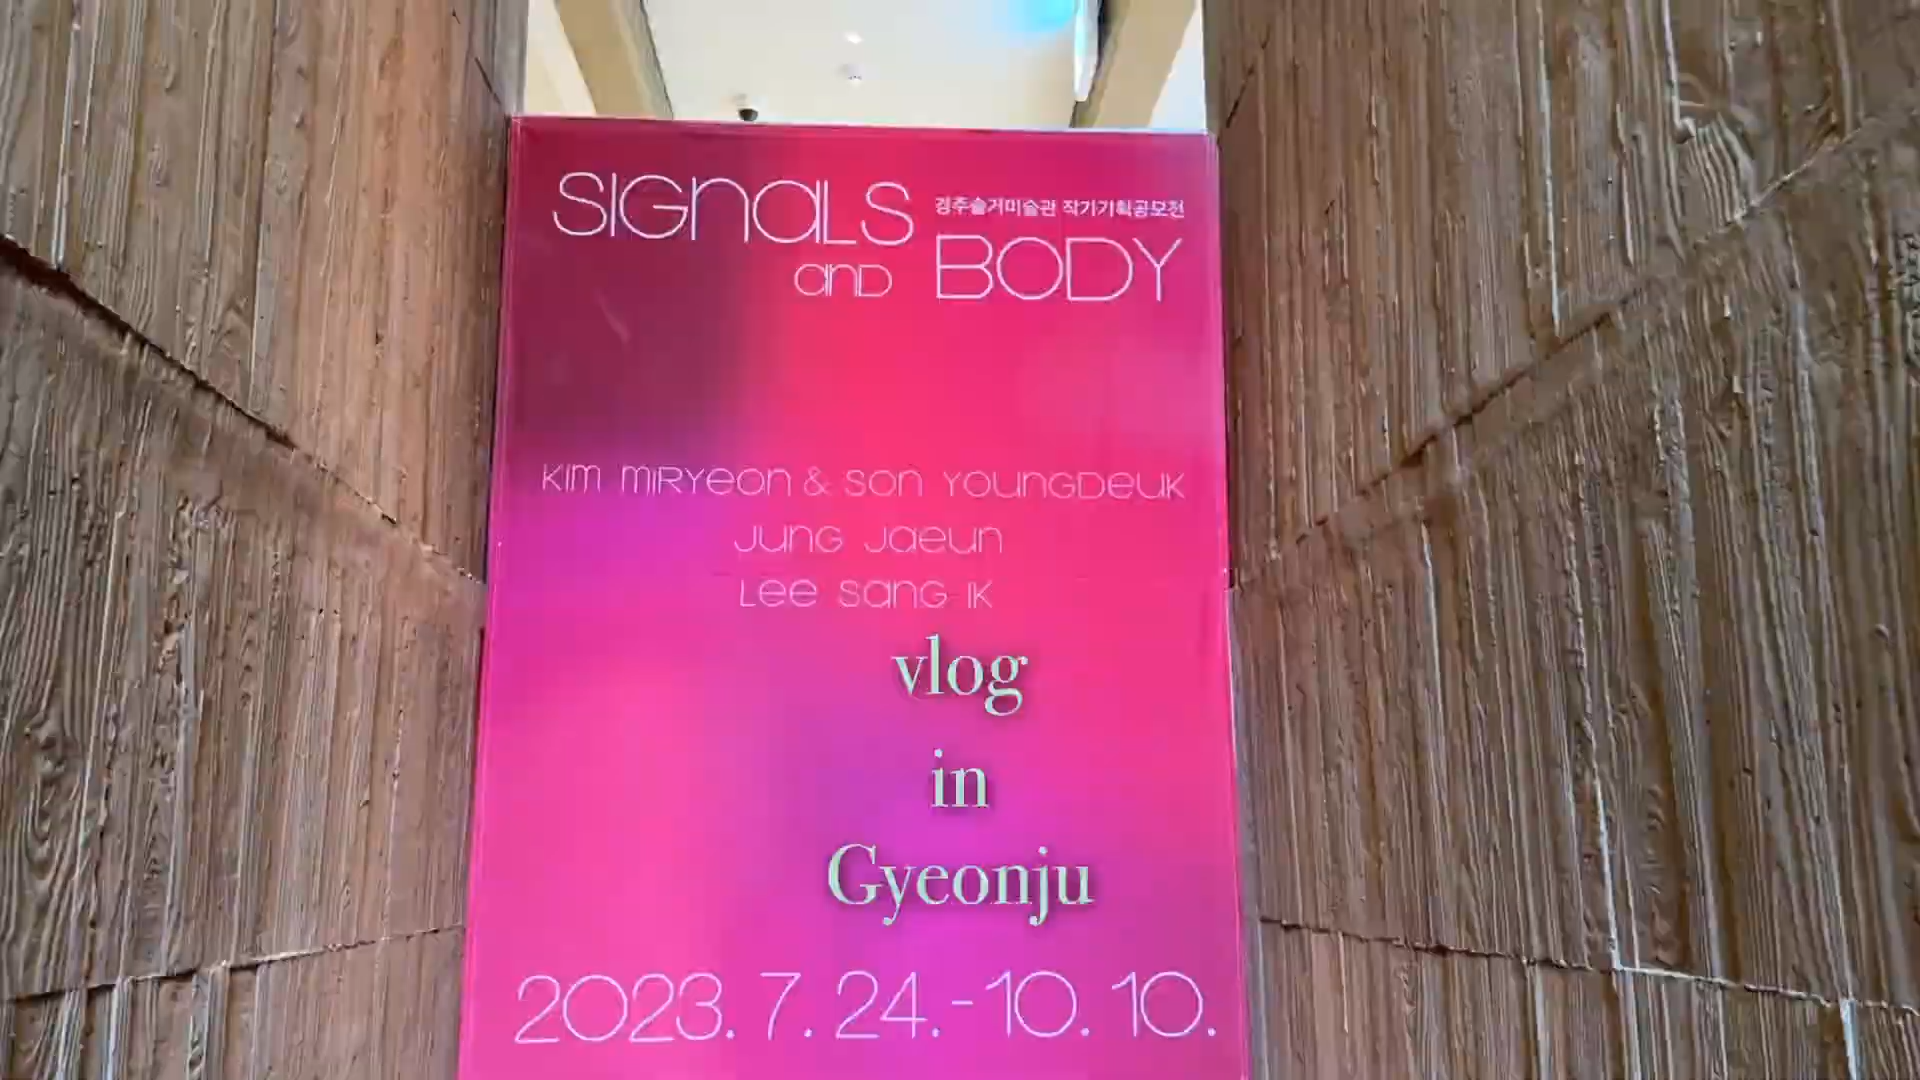 SIGNALS
경주솔거미술관 작가기획공모전
and BODY
KIM MIRYEON & SON YOUNGDEUK
JUNG JAEUN
LEE SANG IK
vlog
in
Gyeonju
2023. 7. 24.-10. 10.